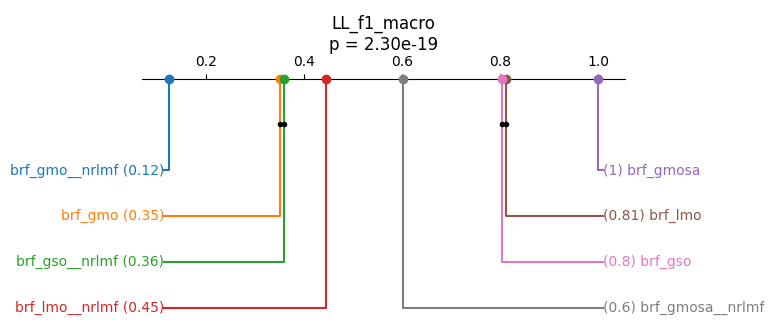 LL_f1_macro
p = 2.30e-19
0.2 0.4 0.6 0.8 1.0
brf_gmo__nrlmf (0.12) (1) brf_gmosa
brf_gmo (0.35) (0.81) brf_lmo
brf_gso__nrlmf (0.36) (0.8) brf_gso
brf_lmo__nrlmf (0.45) (0.6) brf_gmosa__nrlmf